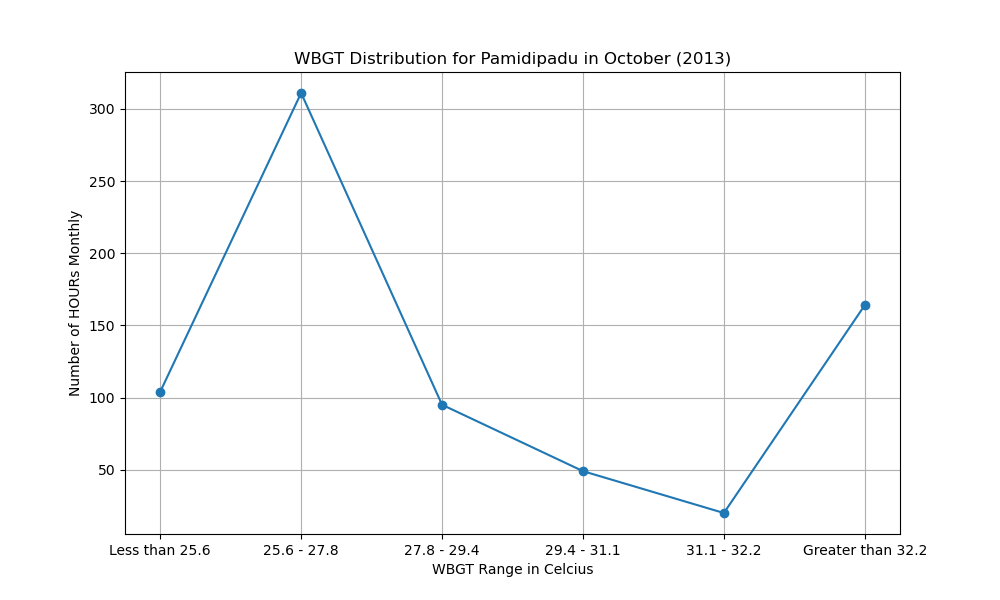 WBGT Distribution for Pamidipadu in October (2013)
Number of HOURs Monthly
300
250
200
150
100
50
Less than 25.6
25.6 - 27.8
27.8 - 29.4
29.4 - 31.1
31.1 - 32.2
Greater than 32.2
WBGT Range in Celcius